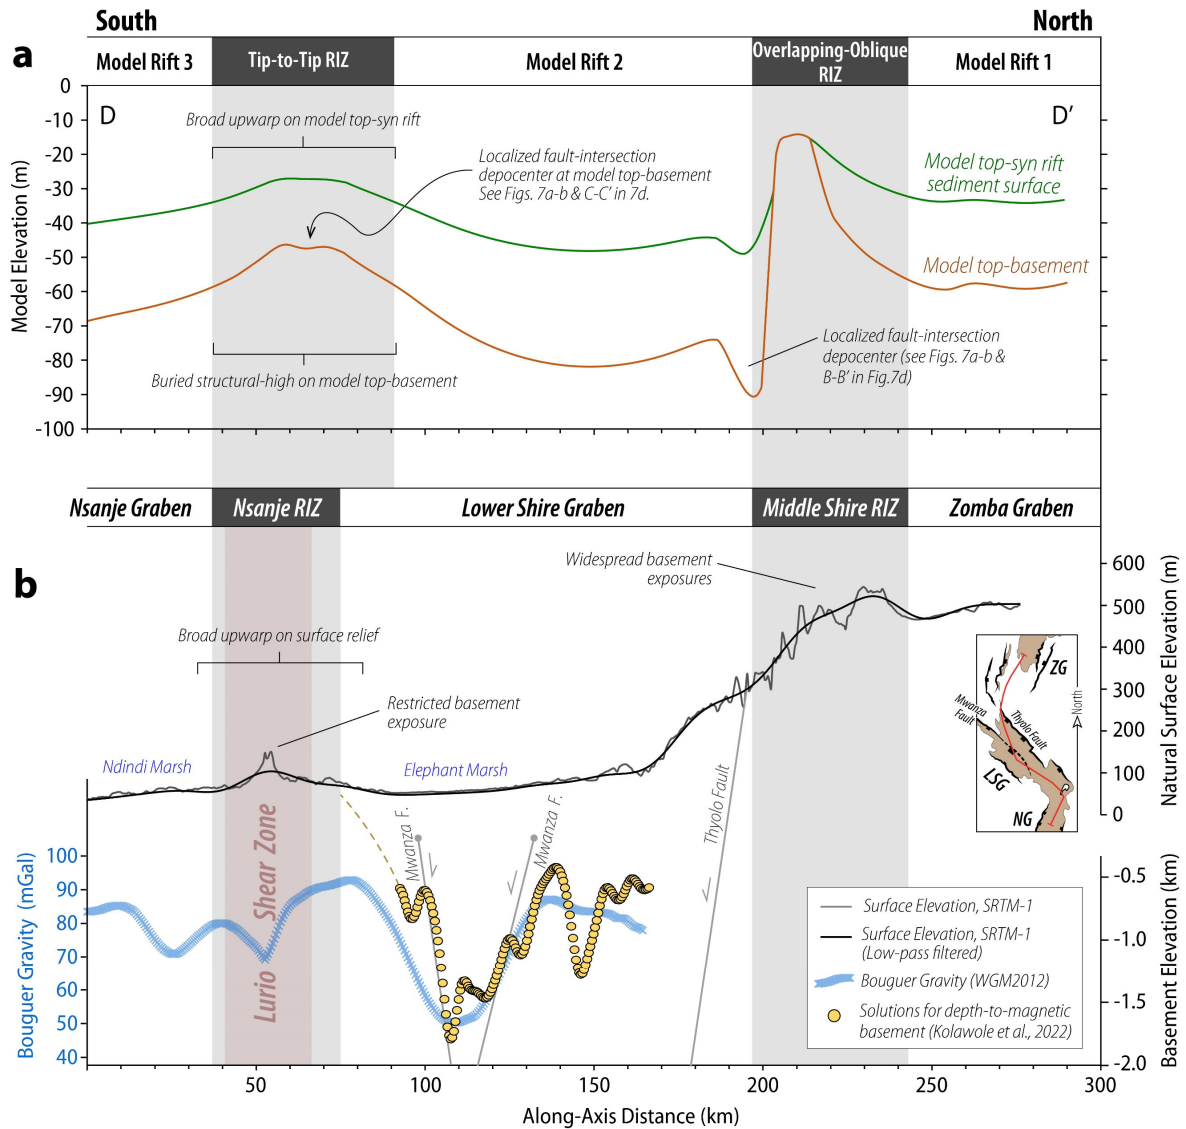 South
North
a
Model Rift 3
Tip-to-Tip RIZ
Model Rift 2
Overlapping-Oblique
RIZ
Model Rift 1
0
-10
-20
-30
-40
-50
-60
-70
-80
-90
-100
Model Elevation (m)
D
D’
Broad upwarp on model top-syn rift
Localized fault-intersection
depocenter at model top-basement
See Figs. 7a-b & C-C’ in 7d.
Model top-syn rift
sediment surface
Model top-basement
Localized fault-intersection
depocenter (see Figs. 7a-b &
B-B’ in Fig.7d)
Buried structural-high on model top-basement
Nsanje Graben
Nsanje RIZ
Lower Shire Graben
Middle Shire RIZ
Zomba Graben
b
Widespread basement
exposures
Broad upwarp on surface relief
Restricted basement
exposure
Ndindi Marsh
Elephant Marsh
Lurio Shear Zone
Mwanza F.
Mwanza F.
Thyolo Fault
600
500
400
300
200
100
0
Natural Surface Elevation (m)
ZG
Mwanza
Fault
Thyolo Fault
North
LSG
NG
100
90
80
70
60
50
40
Bouguer Gravity (mGal)
-0.5
-1.0
-1.5
-2.0
Basement Elevation (km)
Surface Elevation, SRTM-1
Surface Elevation, SRTM-1
(Low-pass filtered)
Bouguer Gravity (WGM2012)
Solutions for depth-to-magnetic
basement (Kolawole et al., 2022)
50
100
150
200
250
300
Along-Axis Distance (km)